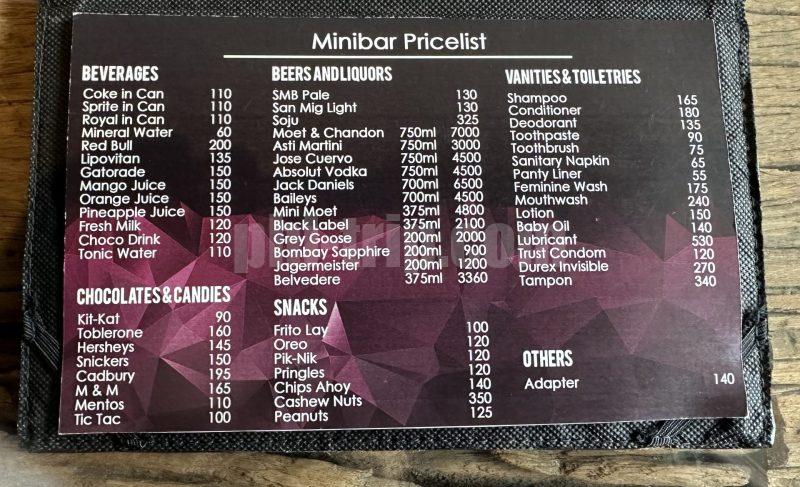 Minibar Pricelist
BEVERAGES
Coke in Can 110
Sprite in Can 110
Royal in Can 110
Mineral Water 60
Red Bull 200
Lipovitan 135
Gatorade 150
Mango Juice 150
Orange Juice 150
Pineapple Juice 150
Fresh Milk 120
Choco Drink 120
Tonic Water 110
CHOCOLATES & CANDIES
Kit-Kat 90
Toblerone 160
Hersheys 145
Snickers 150
Cadbury 195
M & M 165
Mentos 110
Tic Tac 100
BEERS AND LIQUORS
SMB Pale 130
San Mig Light 130
Soju 325
Moet & Chandon 750ml 7000
Asti Martini 750ml 3000
Jose Cuervo 750ml 4500
Absolut Vodka 750ml 4500
Jack Daniels 700ml 6500
Baileys 700ml 4500
Mini Moet 375ml 4800
Black Label 375ml 2100
Grey Goose 200ml 2000
Bombay Sapphire 200ml 900
Jagermeister 200ml 1200
Belvedere 375ml 3360
SNACKS
Frito Lay 100
Oreo 120
Pik-Nik 120
Pringles 120
Chips Ahoy 140
Cashew Nuts 350
Peanuts 125
VANITIES & TOILETRIES
Shampoo 165
Conditioner 180
Deodorant 135
Toothpaste 90
Toothbrush 75
Sanitary Napkin 65
Panty Liner 55
Feminine Wash 175
Mouthwash 240
Lotion 150
Baby Oil 140
Lubricant 530
Trust Condom 120
Durex Invisible 270
Tampon 340
OTHERS
Adapter 140